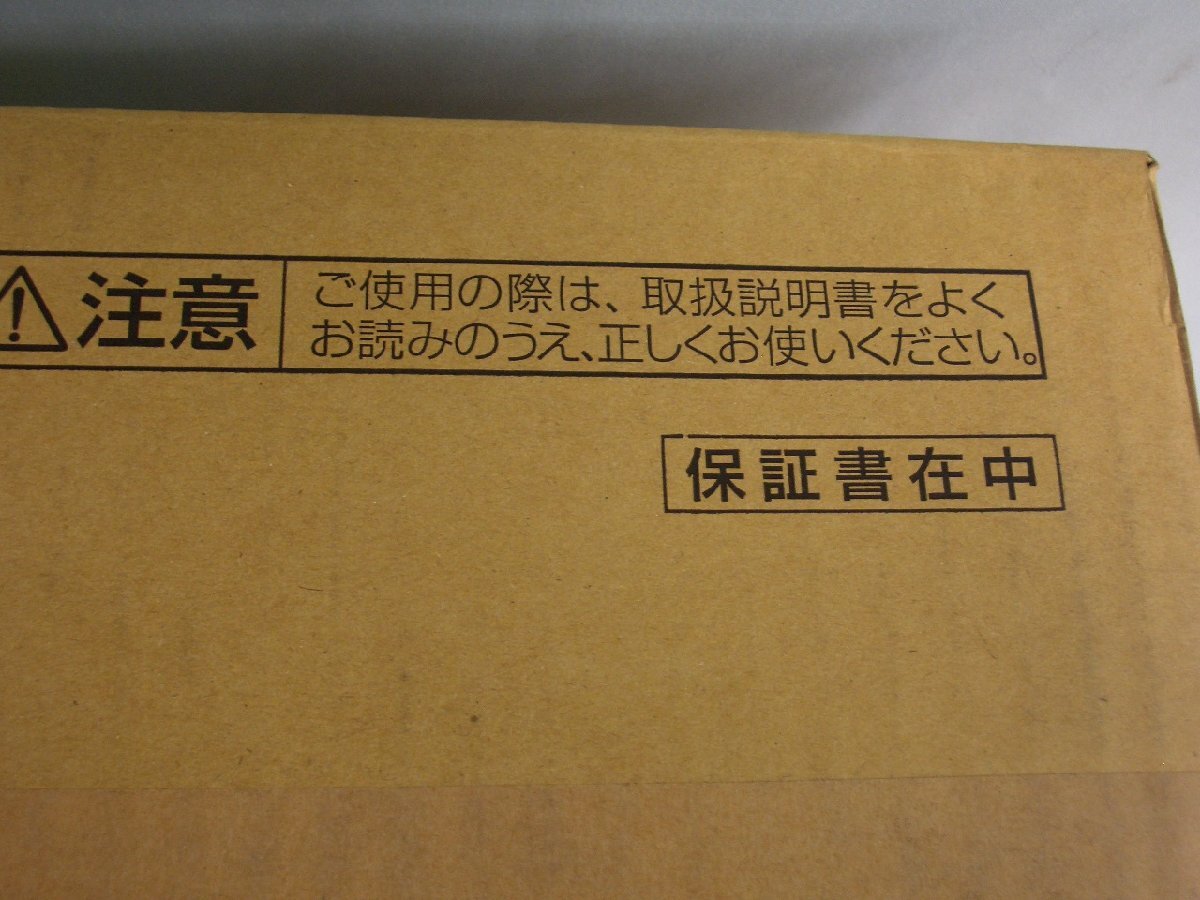 注意
ご使用の際は、取扱説明書をよく
お読みのうえ、正しくお使いください。
保証書在中